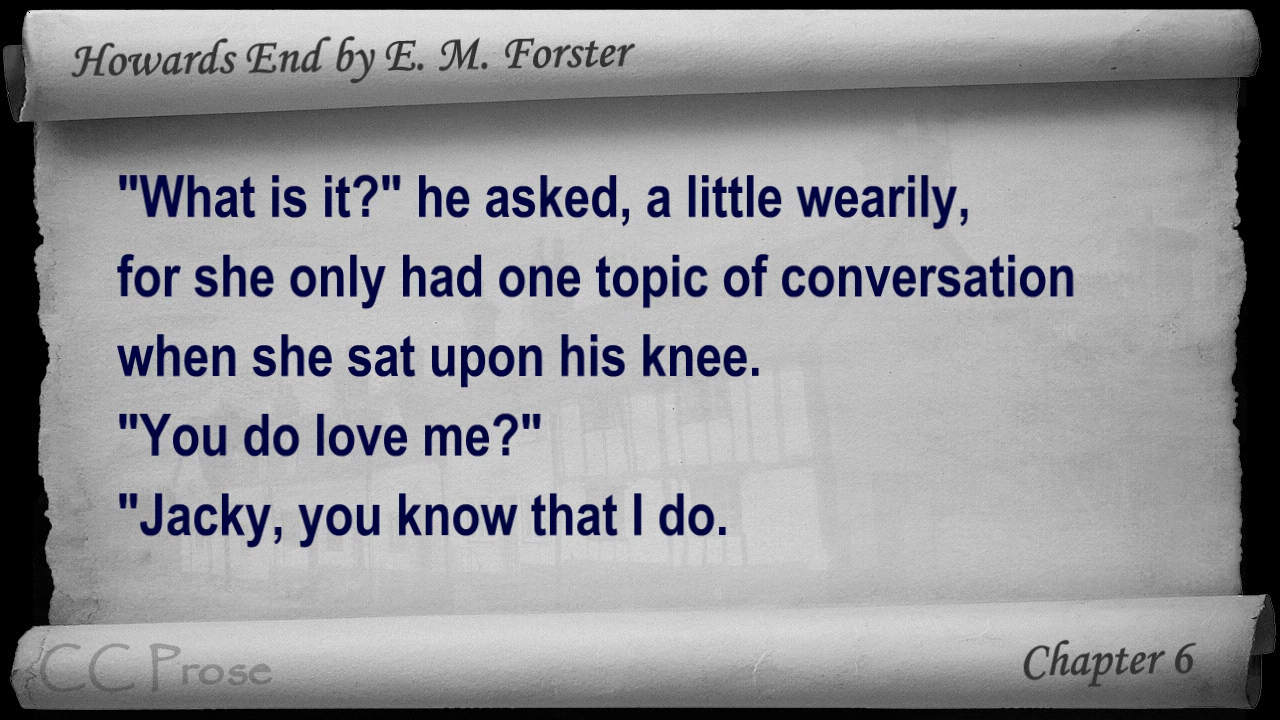 Howards End by E. M. Forster
"What is it?" he asked, a little wearily,
for she only had one topic of conversation
when she sat upon his knee.
"You do love me?"
"Jacky, you know that I do.
CC Prose
Chapter 6